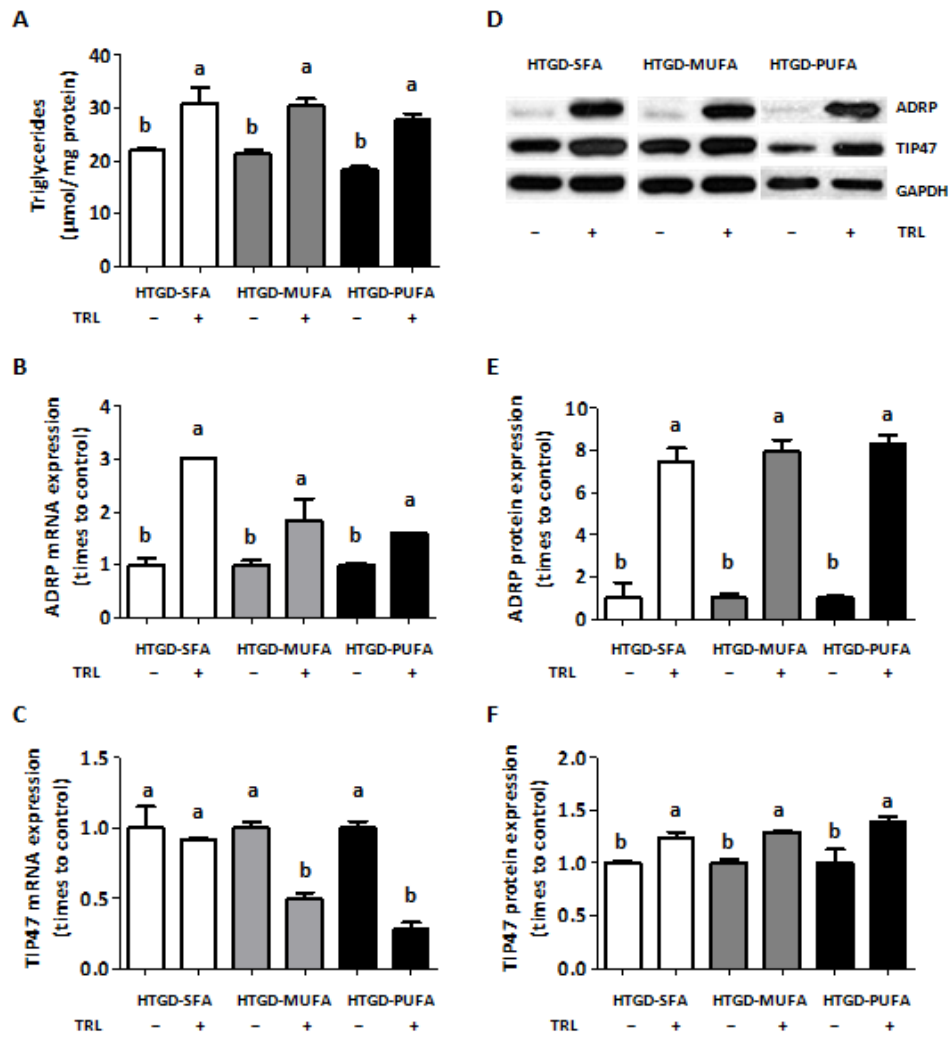 A
Triglycerides
(µmol/mg protein)
40
30
20
10
0
b
a
b
a
b
a
HTGD-SFA HTGD-MUFA HTGD-PUFA
TRL – + – + – +
D
HTGD-SFA HTGD-MUFA HTGD-PUFA
ADRP
TIP47
GAPDH
– + – + – + TRL
B
ADRP mRNA expression
(times to control)
4
3
2
1
0
b
a
b
a
b
a
HTGD-SFA HTGD-MUFA HTGD-PUFA
TRL – + – + – +
E
ADRP protein expression
(times to control)
10
8
6
4
2
0
b
a
b
a
b
a
HTGD-SFA HTGD-MUFA HTGD-PUFA
TRL – + – + – +
C
TIP47 mRNA expression
(times to control)
1.5
1.0
0.5
0.0
a
a
a
b
a
b
HTGD-SFA HTGD-MUFA HTGD-PUFA
TRL – + – + – +
F
TIP47 protein expression
(times to control)
2.0
1.5
1.0
0.5
0.0
b
a
b
a
b
a
HTGD-SFA HTGD-MUFA HTGD-PUFA
TRL – + – + – +